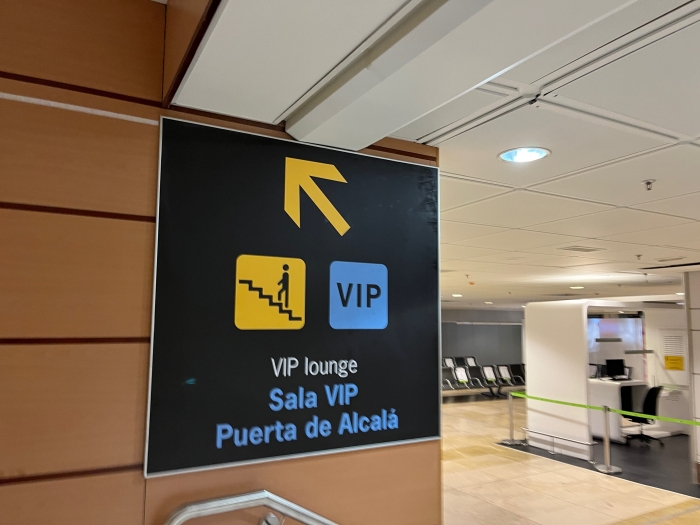 VIP
VIP lounge
Sala VIP
Puerta de Alcalá